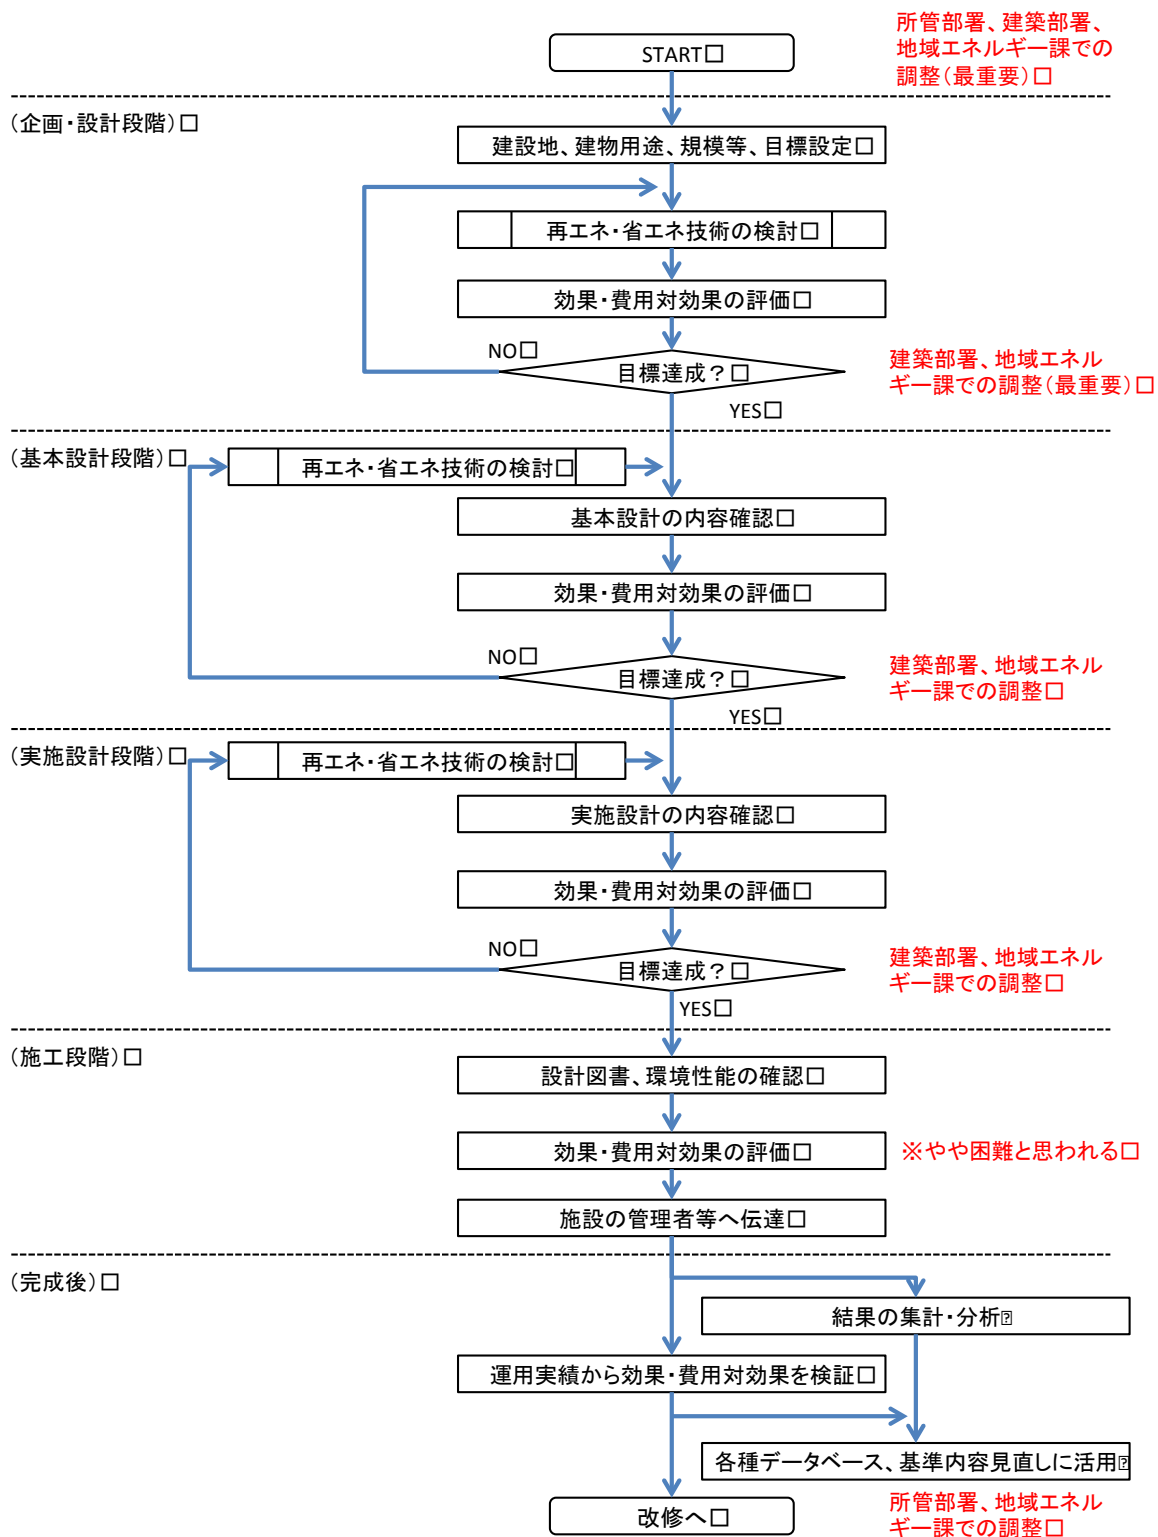 所管部署、建築部署、
地域エネルギー課での
調整(最重要)□
START□
(企画・設計段階)□
建設地、建物用途、規模等、目標設定□
再エネ・省エネ技術の検討□
効果・費用対効果の評価□
NO□
目標達成?□
建築部署、地域エネル
ギー課での調整(最重要)□
YES□
(基本設計段階)□
再エネ・省エネ技術の検討□
基本設計の内容確認□
効果・費用対効果の評価□
NO□
目標達成?□
建築部署、地域エネル
ギー課での調整□
YES□
(実施設計段階)□
再エネ・省エネ技術の検討□
実施設計の内容確認□
効果・費用対効果の評価□
NO□
目標達成?□
建築部署、地域エネル
ギー課での調整□
YES□
(施工段階)□
設計図書、環境性能の確認□
効果・費用対効果の評価□
※やや困難と思われる□
施設の管理者等へ伝達□
(完成後)□
結果の集計・分析⍰
運用実績から効果・費用対効果を検証□
各種データベース、基準内容見直しに活用⍰
改修へ□
所管部署、地域エネル
ギー課での調整□